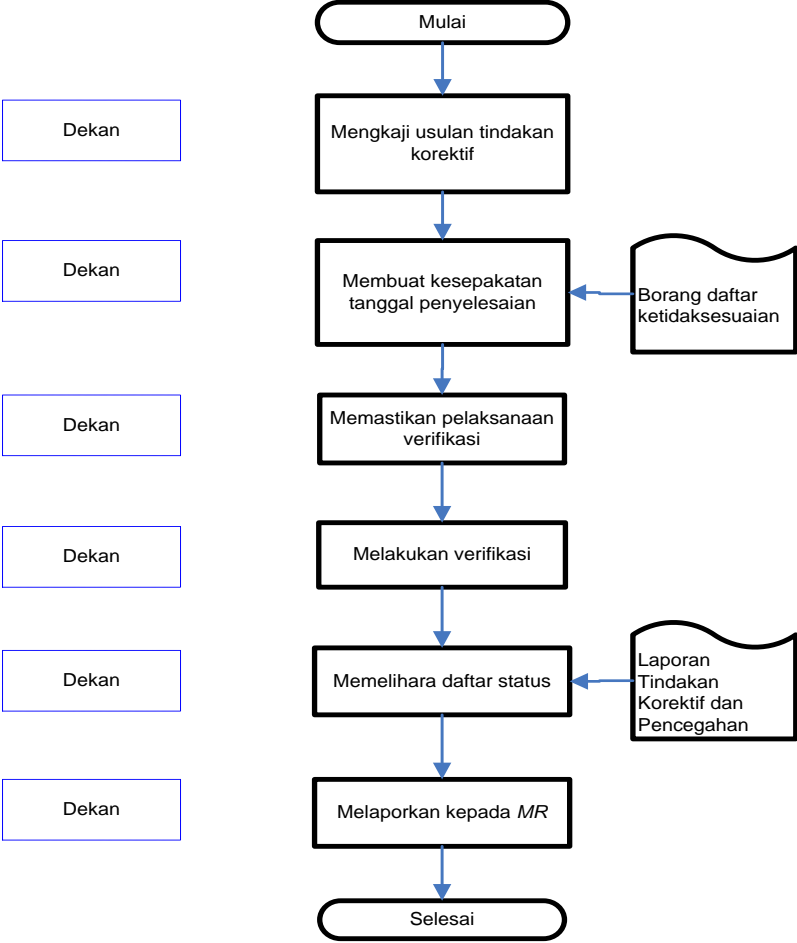 Mulai
Dekan
Mengkaji usulan tindakan
korektif
Dekan
Membuat kesepakatan
tanggal penyelesaian
Borang daftar
ketidaksesuaian
Dekan
Memastikan pelaksanaan
verifikasi
Dekan
Melakukan verifikasi
Dekan
Memelihara daftar status
Laporan
Tindakan
Korektif dan
Pencegahan
Dekan
Melaporkan kepada MR
Selesai